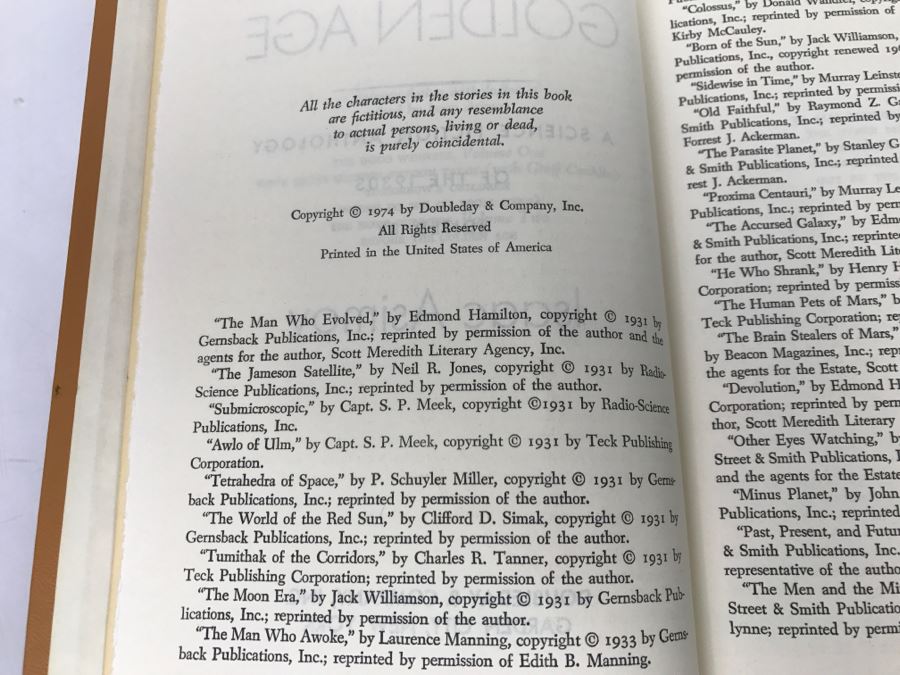 All the characters in the stories in this book
are fictitious, and any resemblance
to actual persons, living or dead,
is purely coincidental.
Copyright © 1974 by Doubleday & Company, Inc.
All Rights Reserved
Printed in the United States of America
"The Man Who Evolved," by Edmond Hamilton, copyright © 1931 by
Gernsback Publications, Inc.; reprinted by permission of the author and the
agents for the author, Scott Meredith Literary Agency, Inc.
"The Jameson Satellite," by Neil R. Jones, copyright © 1931 by Radio-
Science Publications, Inc.; reprinted by permission of the author.
"Submicroscopic," by Capt. S. P. Meek, copyright ©1931 by Radio-Science
Publications, Inc.
"Awlo of Ulm," by Capt. S. P. Meek, copyright © 1931 by Teck Publishing
Corporation.
"Tetrahedra of Space," by P. Schuyler Miller, copyright © 1931 by Gerns-
back Publications, Inc.; reprinted by permission of the author.
"The World of the Red Sun," by Clifford D. Simak, copyright © 1931 by
Gernsback Publications, Inc.; reprinted by permission of the author.
"Tumithak of the Corridors," by Charles R. Tanner, copyright © 1931 by
Teck Publishing Corporation; reprinted by permission of the author.
"The Moon Era," by Jack Williamson, copyright © 1931 by Gernsback Pub-
lications, Inc.; reprinted by permission of the author.
"The Man Who Awoke," by Laurence Manning, copyright © 1933 by Gerns-
back Publications, Inc.; reprinted by permission of Edith B. Manning.
"Colossus," by Donald
lications, Inc.; reprinted by permission of
Kirby McCauley.
"Born of the Sun," by Jack Williamson,
Publications, Inc., copyright renewed
permission of the author.
"Sidewise in Time," by Murray
Publications, Inc.; reprinted by
"Old Faithful," by Raymond Z.
Smith Publications, Inc.; reprinted by
Forrest J. Ackerman.
"The Parasite Planet," by Stanley
& Smith Publications, Inc.; reprinted
rest J. Ackerman.
"Proxima Centauri," by Murray
Publications, Inc.; reprinted by
"The Accursed Galaxy," by
& Smith Publications, Inc.;
for the author, Scott Meredith
"He Who Shrank," by Henry
Corporation; reprinted by
"The Human Pets of Mars,"
Teck Publishing Corporation;
"The Brain Stealers of Mars,"
by Beacon Magazines, Inc.;
the agents for the Estate, Scott
"Devolution," by Edmond
Corporation; reprinted by
thor, Scott Meredith Literary
"Other Eyes Watching,"
Street & Smith Publications,
and the agents for the Estate
"Minus Planet," by John
Publications, Inc.; reprinted
"Past, Present, and
& Smith Publications, Inc.
representative of the
"The Men and the
Street & Smith
lynne; reprinted by